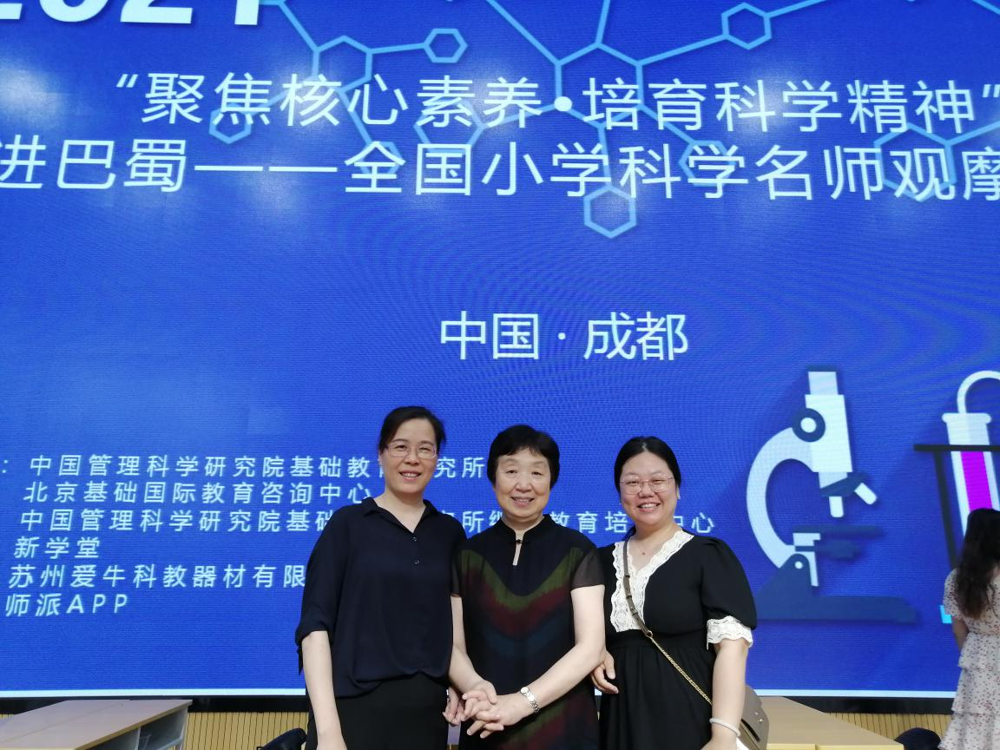 2021
“聚焦核心素养·培育科学精神”
进巴蜀——全国小学科学名师观摩
中国·成都
：中国管理科学研究院基础教 究所
北京基础国际教育咨询中心
中国管理科学研究院基础 所继 教育培 中心
新学堂
苏州爱牛科教器材有限
师派APP